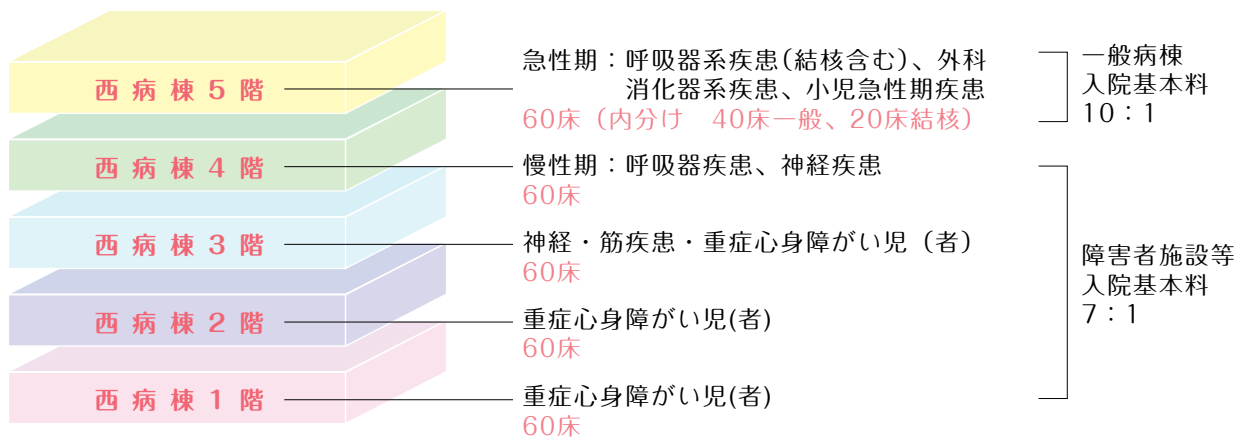 西病棟5階
急性期：呼吸器系疾患(結核含む)、外科
消化器系疾患、小児急性期疾患
60床（内分け　40床一般、20床結核）
一般病棟
入院基本料
10：1
西病棟4階
慢性期：呼吸器疾患、神経疾患
60床
西病棟3階
神経・筋疾患・重症心身障がい児（者）
60床
西病棟2階
重症心身障がい児(者)
60床
西病棟1階
重症心身障がい児(者)
60床
障害者施設等
入院基本料
7：1